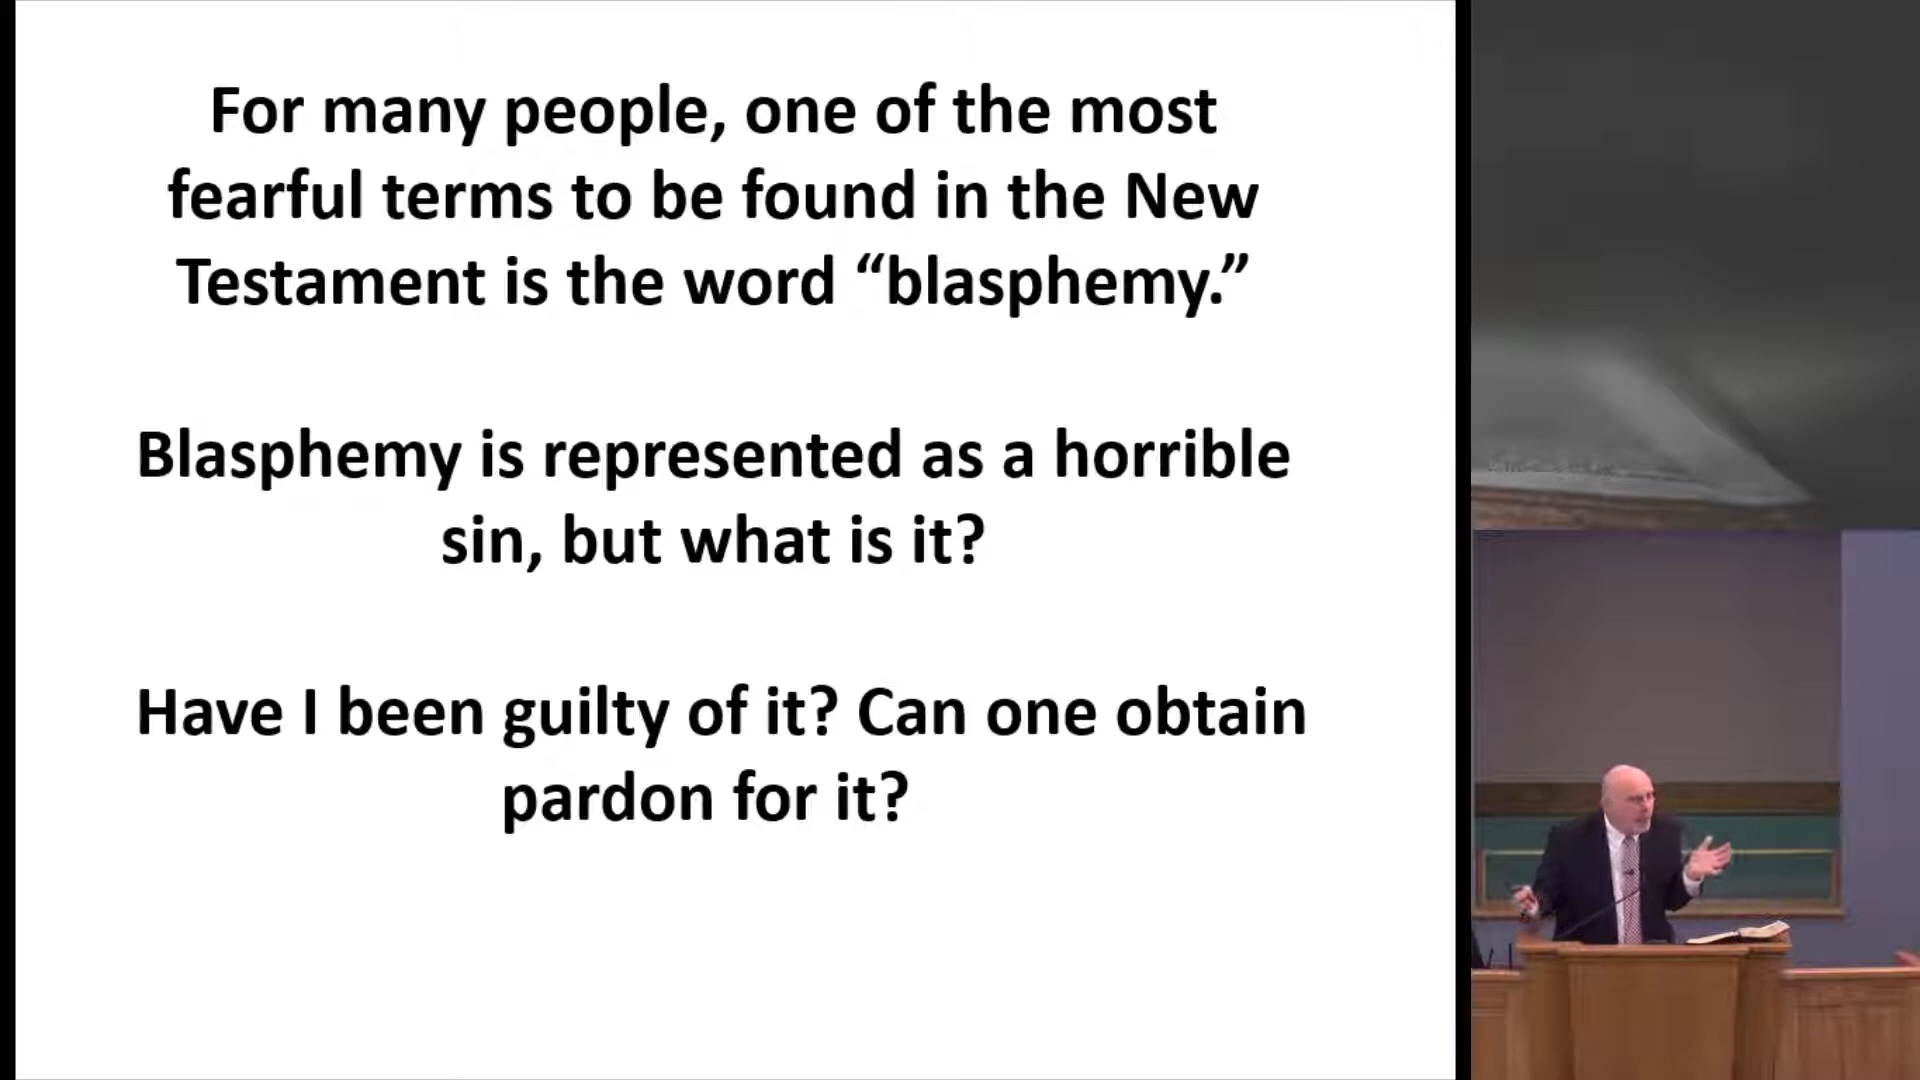 For many people, one of the most
fearful terms to be found in the New
Testament is the word “blasphemy.”
Blasphemy is represented as a horrible
sin, but what is it?
Have I been guilty of it? Can one obtain
pardon for it?